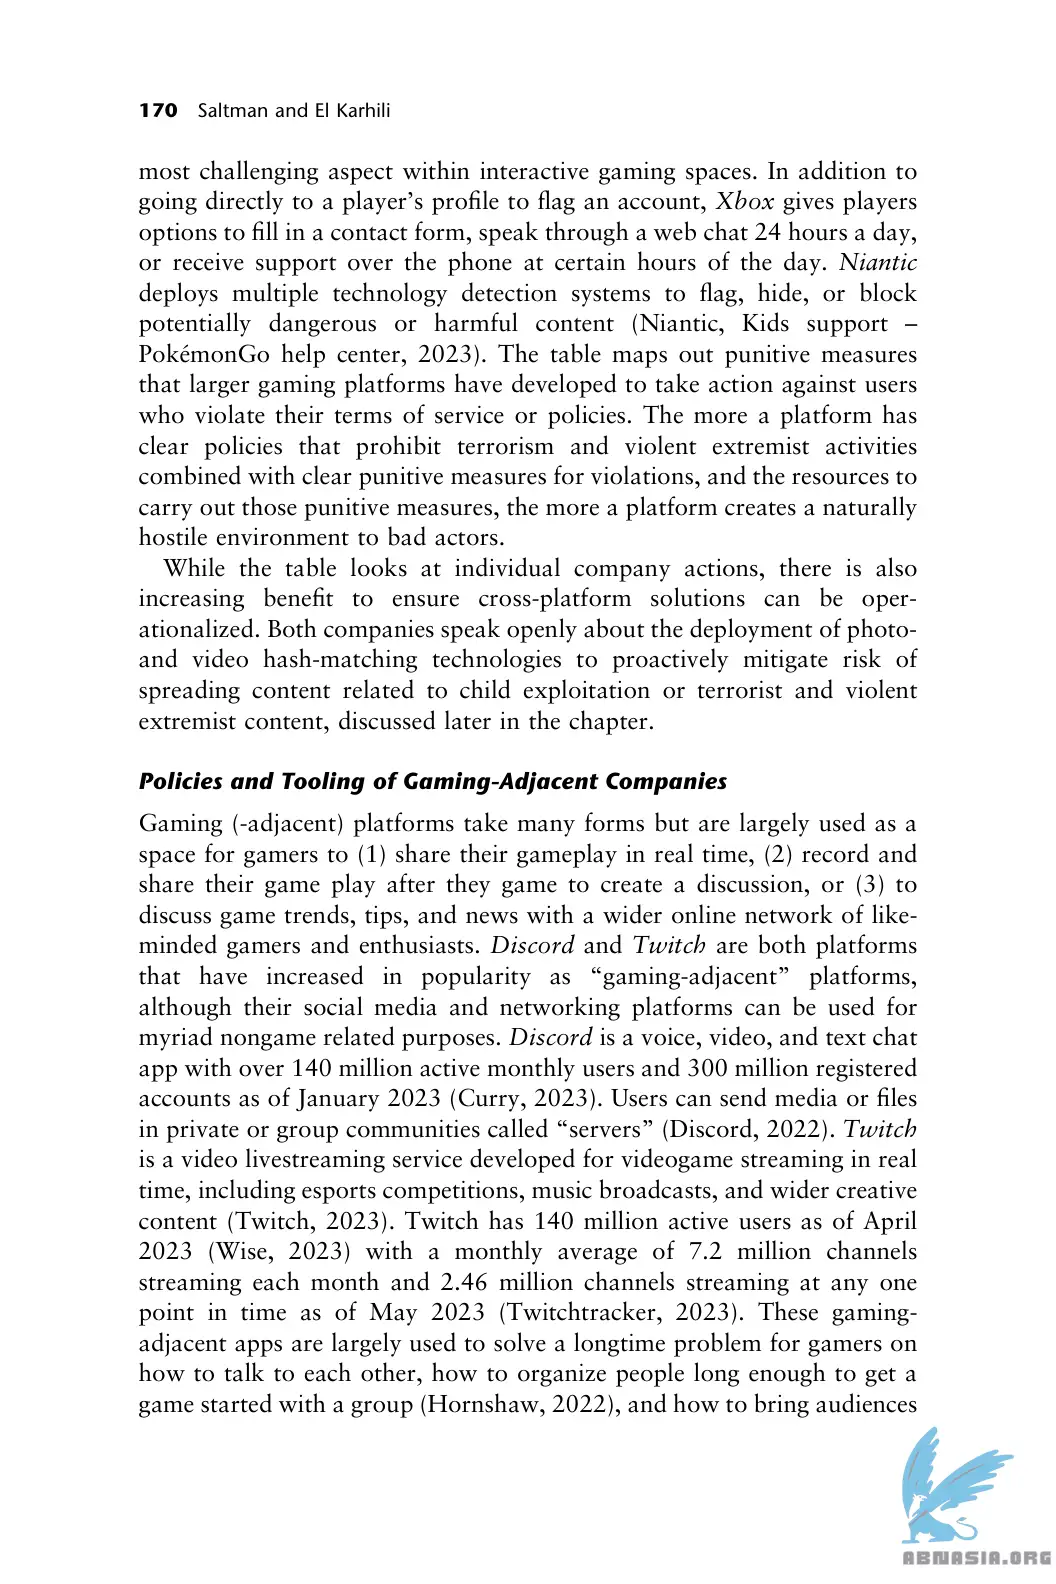 170 Saltman and El Karhili
most challenging aspect within interactive gaming spaces. In addition to
going directly to a player’s profile to flag an account, Xbox gives players
options to fill in a contact form, speak through a web chat 24 hours a day,
or receive support over the phone at certain hours of the day. Niantic
deploys multiple technology detection systems to flag, hide, or block
potentially dangerous or harmful content (Niantic, Kids support –
PokémonGo help center, 2023). The table maps out punitive measures
that larger gaming platforms have developed to take action against users
who violate their terms of service or policies. The more a platform has
clear policies that prohibit terrorism and violent extremist activities
combined with clear punitive measures for violations, and the resources to
carry out those punitive measures, the more a platform creates a naturally
hostile environment to bad actors.
While the table looks at individual company actions, there is also
increasing benefit to ensure cross-platform solutions can be oper-
ationalized. Both companies speak openly about the deployment of photo-
and video hash-matching technologies to proactively mitigate risk of
spreading content related to child exploitation or terrorist and violent
extremist content, discussed later in the chapter.
Policies and Tooling of Gaming-Adjacent Companies
Gaming (-adjacent) platforms take many forms but are largely used as a
space for gamers to (1) share their gameplay in real time, (2) record and
share their game play after they game to create a discussion, or (3) to
discuss game trends, tips, and news with a wider online network of like-
minded gamers and enthusiasts. Discord and Twitch are both platforms
that have increased in popularity as “gaming-adjacent” platforms,
although their social media and networking platforms can be used for
myriad nongame related purposes. Discord is a voice, video, and text chat
app with over 140 million active monthly users and 300 million registered
accounts as of January 2023 (Curry, 2023). Users can send media or files
in private or group communities called “servers” (Discord, 2022). Twitch
is a video livestreaming service developed for videogame streaming in real
time, including esports competitions, music broadcasts, and wider creative
content (Twitch, 2023). Twitch has 140 million active users as of April
2023 (Wise, 2023) with a monthly average of 7.2 million channels
streaming each month and 2.46 million channels streaming at any one
point in time as of May 2023 (Twitchtracker, 2023). These gaming-
adjacent apps are largely used to solve a longtime problem for gamers on
how to talk to each other, how to organize people long enough to get a
game started with a group (Hornshaw, 2022), and how to bring audiences
ABNASIA.ORG